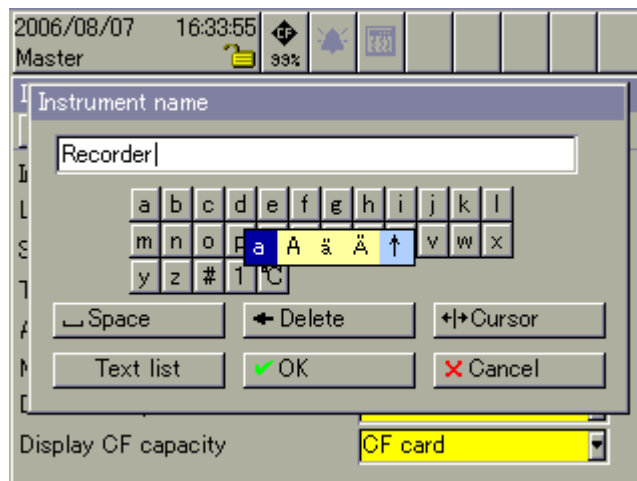 2006/08/07 16:33:55
Master 99%
Instrument name
Recorder
a b c d e f g h i j k l
m n o p a A ä Ä ↑ v w x
y z # 1 °C
Space Delete Cursor
Text list OK Cancel
Display CF capacity CF card